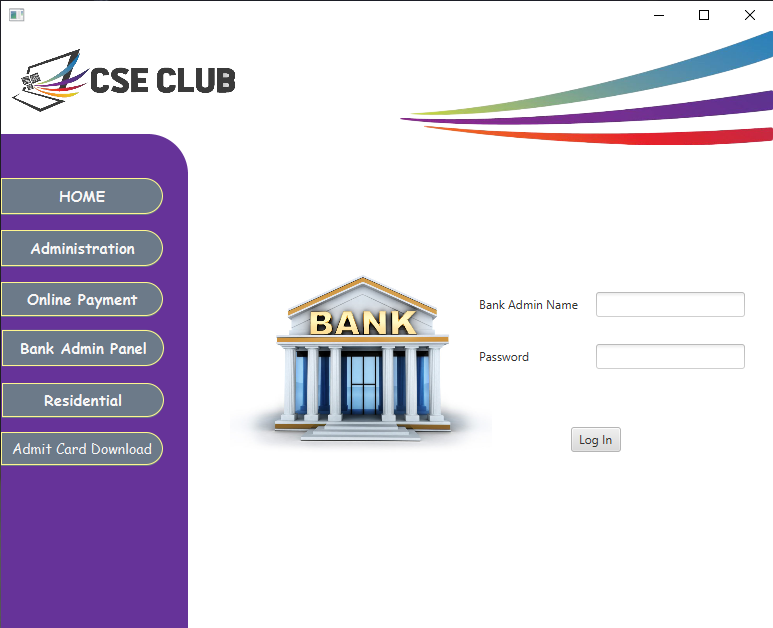 CSE CLUB
HOME
Administration
Online Payment
Bank Admin Panel
Residential
Admit Card Download
BANK
Bank Admin Name
Password
Log In